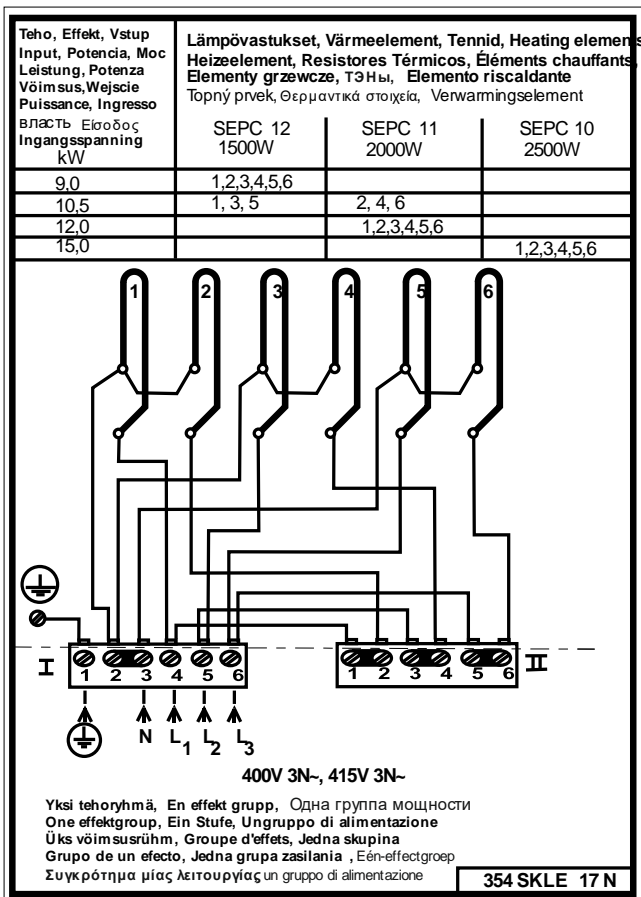 Teho, Effekt, Vstup
Input, Potencia, Moc
Leistung, Potenza
Vöimsus,Wejscie
Puissance, Ingresso
власть Είσοδος
Ingangsspanning
kW
Lämpövastukset, Värmeelement, Tennid, Heating elements
Heizeelement, Resistores Térmicos, Éléments chauffants,
Elementy grzewcze, ТЭНы, Elemento riscaldante
Topný prvek, Θερμαντικά στοιχεία, Verwarmingselement
SEPC 12 SEPC 11 SEPC 10
1500W 2000W 2500W
9,0 1,2,3,4,5,6
10,5 1, 3, 5 2, 4, 6
12,0 1,2,3,4,5,6
15,0 1,2,3,4,5,6
1 2 3 4 5 6
I 1 2 3 4 5 6 1 2 3 4 5 6 II
N L1 L2 L3
400V 3N~, 415V 3N~
Yksi tehoryhmä, En effekt grupp, Одна группа мощности
One effektgroup, Ein Stufe, Ungruppo di alimentazione
Üks vöimsusrühm, Groupe d'effets, Jedna skupina
Grupo de un efecto, Jedna grupa zasilania , Eén-effectgroep
Συγκρότημα μίας λειτουργίας un gruppo di alimentazione
354 SKLE 17 N